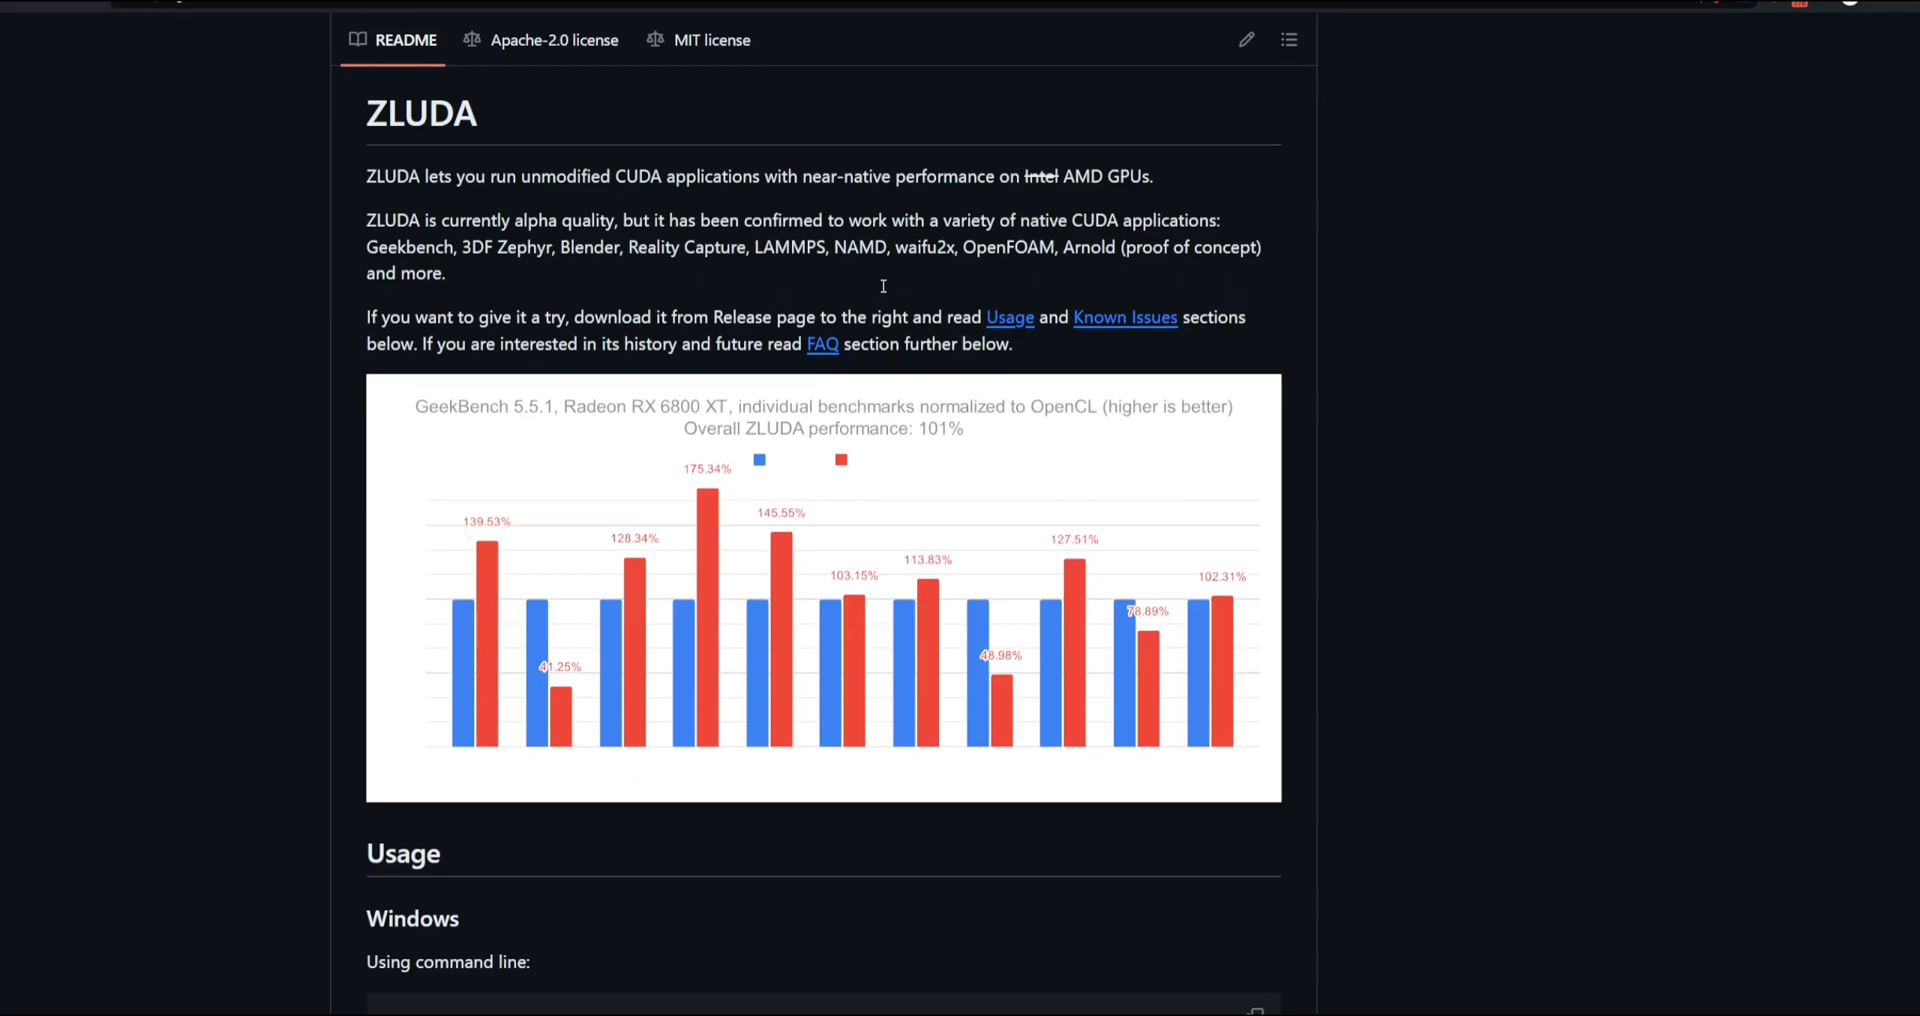 README Apache-2.0 license MIT license
ZLUDA
ZLUDA lets you run unmodified CUDA applications with near-native performance on Intel AMD GPUs.
ZLUDA is currently alpha quality, but it has been confirmed to work with a variety of native CUDA applications:
Geekbench, 3DF Zephyr, Blender, Reality Capture, LAMMPS, NAMD, waifu2x, OpenFOAM, Arnold (proof of concept)
and more.
If you want to give it a try, download it from Release page to the right and read Usage and Known Issues sections
below. If you are interested in its history and future read FAQ section further below.
GeekBench 5.5.1, Radeon RX 6800 XT, individual benchmarks normalized to OpenCL (higher is better)
Overall ZLUDA performance: 101%
139.53%
41.25%
128.34%
175.34%
145.55%
103.15%
113.83%
48.98%
127.51%
78.89%
102.31%
Usage
Windows
Using command line: